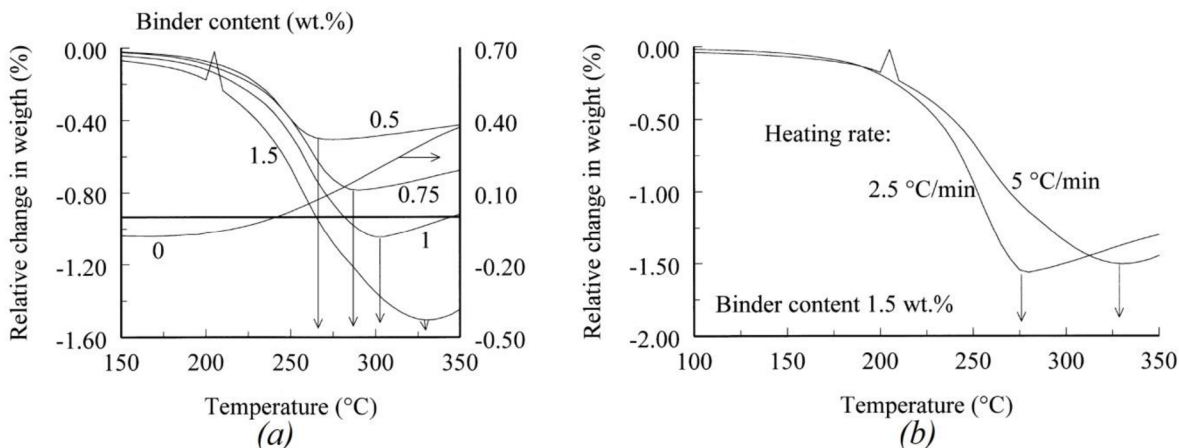 Binder content (wt.%)
Relative change in weigth (%)
0.00
-0.40
-0.80
-1.20
-1.60
0.70
0.40
0.10
-0.20
-0.50
0.5
1.5
0.75
0
1
150 200 250 300 350
Temperature (°C)
(a)
Relative change in weight (%)
0.00
-0.50
-1.00
-1.50
-2.00
Heating rate:
2.5 °C/min
5 °C/min
Binder content 1.5 wt.%
100 150 200 250 300 350
Temperature (°C)
(b)